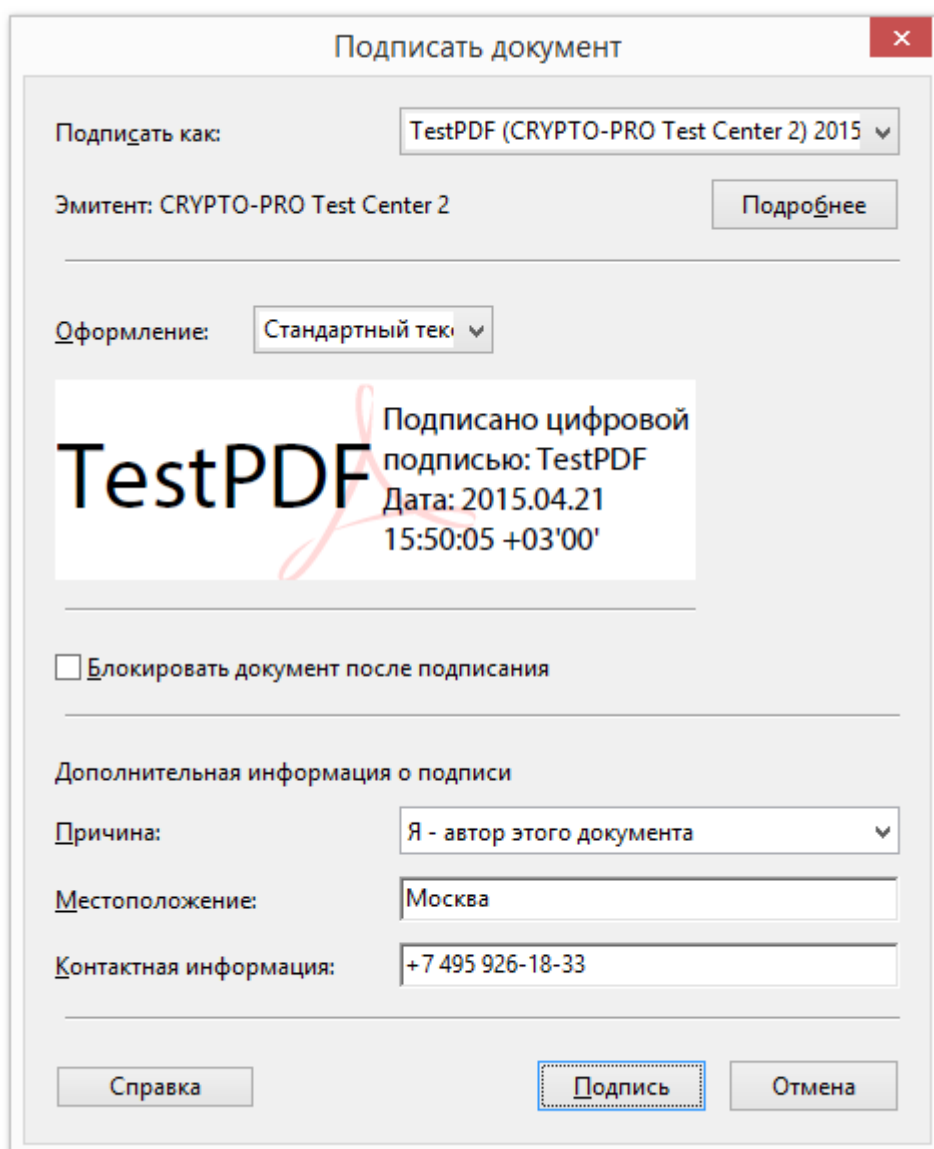 Подписать документ
Подписать как: TestPDF (CRYPTO-PRO Test Center 2) 2015
Эмитент: CRYPTO-PRO Test Center 2 Подробнее
Оформление: Стандартный тек
TestPDF
Подписано цифровой
подписью: TestPDF
Дата: 2015.04.21
15:50:05 +03'00'
Блокировать документ после подписания
Дополнительная информация о подписи
Причина: Я - автор этого документа
Местоположение: Москва
Контактная информация: +7 495 926-18-33
Справка Подпись Отмена